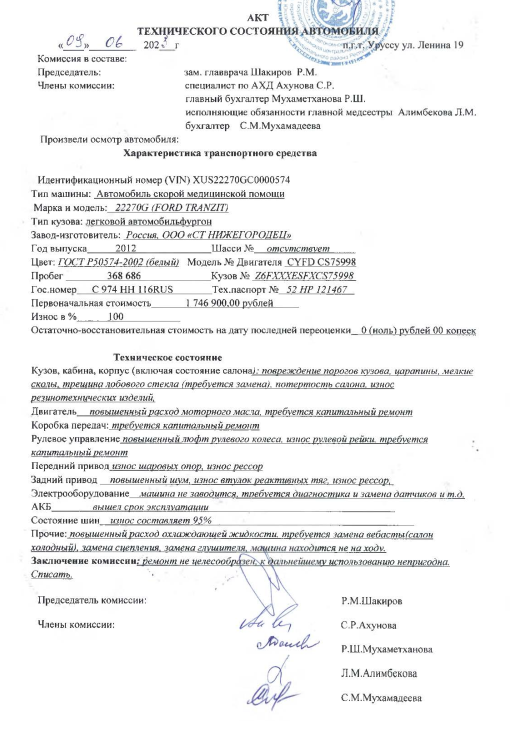 АКТ
ТЕХНИЧЕСКОГО СОСТОЯНИЯ АВТОМОБИЛЯ
« 09 » 06 202 г п.г.т. Уруссу ул. Ленина 19
Комиссия в составе:
Председатель: зам. главврача Шакиров Р.М.
Члены комиссии: специалист по АХД Ахунова С.Р.
главный бухгалтер Мухаметханова Р.Ш.
исполняющие обязанности главной медсестры Алимбекова Л.М.
бухгалтер С.М.Мухамадеева
Произвели осмотр автомобиля:
Характеристика транспортного средства
Идентификационный номер (VIN) XUS22270GC0000574
Тип машины: Автомобиль скорой медицинской помощи
Марка и модель: 22270G (FORD TRANZIT)
Тип кузова: легковой автомобильфургон
Завод-изготовитель: Россия, ООО «СТ НИЖЕГОРОДЕЦ»
Год выпуска 2012 Шасси № отсутствует
Цвет: ГОСТ Р50574-2002 (белый) Модель № Двигателя CYFD CS75998
Пробег 368 686 Кузов № Z6FXXXESFXCS75998
Гос.номер С 974 НН 116RUS Тех.паспорт № 52 НР 121467
Первоначальная стоимость 1 746 900,00 рублей
Износ в % 100
Остаточно-восстановительная стоимость на дату последней переоценки 0 (ноль) рублей 00 копеек
Техническое состояние
Кузов, кабина, корпус (включая состояние салона): повреждение порогов кузова, царапины, мелкие
сколы, трещина лобового стекла (требуется замена). потертость салона, износ
резинотехнических изделий,
Двигатель повышенный расход моторного масла, требуется капитальный ремонт
Коробка передач: требуется капитальный ремонт
Рулевое управление повышенный люфт рулевого колеса, износ рулевой рейки. требуется
капитальный ремонт
Передний привод износ шаровых опор, износ рессор
Задний привод повышенный шум, износ втулок реактивных тяг, износ рессор,
Электрооборудование машина не заводится, требуется диагностика и замена датчиков и т.д.
АКБ вышел срок эксплуатации
Состояние шин износ составляет 95%
Прочие: повышенный расход охлаждающей жидкости. требуется замена вебасты(салон
холодный), замена сцепления, замена глушителя, машина находится не на ходу.
Заключение комиссии: ремонт не целесообразен, к дальнейшему использованию непригодна.
Списать.
Председатель комиссии: Р.М.Шакиров
Члены комиссии: С.Р.Ахунова
Р.Ш.Мухаметханова
Л.М.Алимбекова
С.М.Мухамадеева